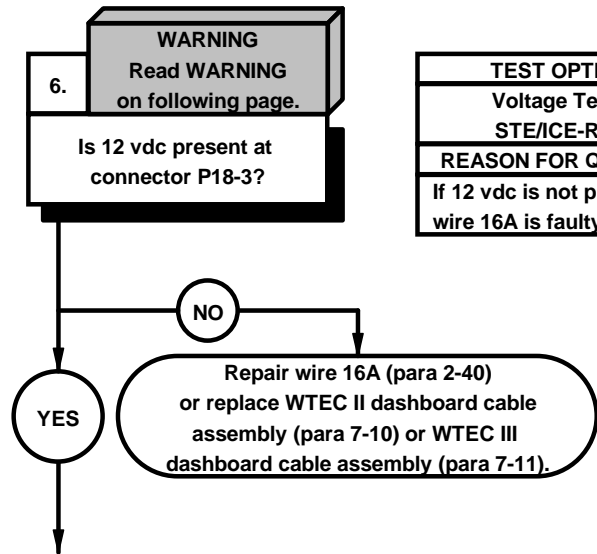 WARNING
Read WARNING
on following page.
6.
Is 12 vdc present at
connector P18-3?
TEST OPTI
Voltage Te
STE/ICE-R
REASON FOR Q
If 12 vdc is not p
wire 16A is faulty
NO
YES
Repair wire 16A (para 2-40)
or replace WTEC II dashboard cable
assembly (para 7-10) or WTEC III
dashboard cable assembly (para 7-11).